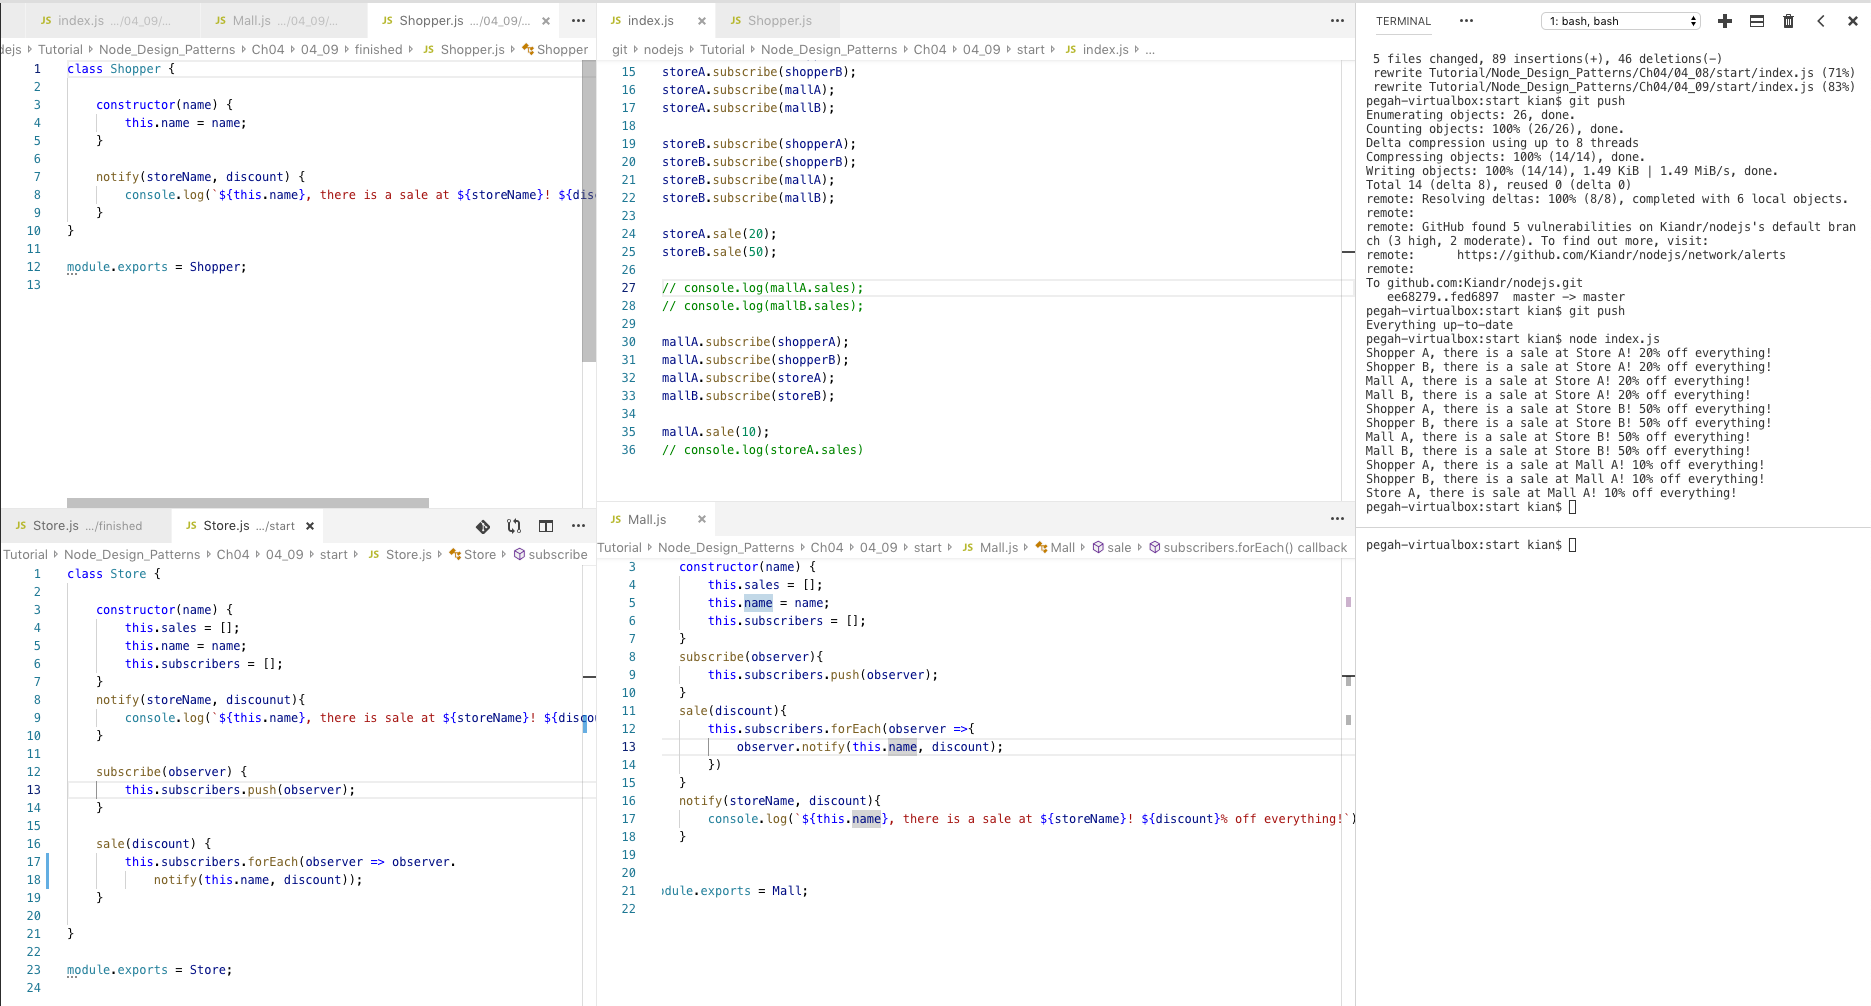 JS index.js .../04_09/...
JS Mall.js .../04_09/...
JS Shopper.js .../04_09/... × ...
dejs Tutorial Node_Design_Patterns Ch04 04_09 finished JS Shopper.js Shopper
1 class Shopper {
2
3 constructor(name) {
4 this.name = name;
5 }
6
7 notify(storeName, discount) {
8 console.log(`${this.name}, there is a sale at ${storeName}! ${dis
9 }
10 }
11
12 module.exports = Shopper;
13
JS index.js ×
JS Shopper.js
...
git nodejs Tutorial Node_Design_Patterns Ch04 04_09 start JS index.js ...
15 storeA.subscribe(shopperB);
16 storeA.subscribe(mallA);
17 storeA.subscribe(mallB);
18
19 storeB.subscribe(shopperA);
20 storeB.subscribe(shopperB);
21 storeB.subscribe(mallA);
22 storeB.subscribe(mallB);
23
24 storeA.sale(20);
25 storeB.sale(50);
26
27 // console.log(mallA.sales);
28 // console.log(mallB.sales);
29
30 mallA.subscribe(shopperA);
31 mallA.subscribe(shopperB);
32 mallA.subscribe(storeA);
33 mallB.subscribe(storeB);
34
35 mallA.sale(10);
36 // console.log(storeA.sales)
JS Store.js .../finished
JS Store.js .../start × ...
Tutorial Node_Design_Patterns Ch04 04_09 start JS Store.js Store subscribe
1 class Store {
2
3 constructor(name) {
4 this.sales = [];
5 this.name = name;
6 this.subscribers = [];
7 }
8 notify(storeName, discounut){
9 console.log(`${this.name}, there is sale at ${storeName}! ${disco
10 }
11
12 subscribe(observer) {
13 this.subscribers.push(observer);
14 }
15
16 sale(discount) {
17 this.subscribers.forEach(observer => observer.
18 notify(this.name, discount));
19 }
20
21 }
22
23 module.exports = Store;
24
JS Mall.js × ...
Tutorial Node_Design_Patterns Ch04 04_09 start JS Mall.js Mall sale subscribers.forEach() callback
3 constructor(name) {
4 this.sales = [];
5 this.name = name;
6 this.subscribers = [];
7 }
8 subscribe(observer){
9 this.subscribers.push(observer);
10 }
11 sale(discount){
12 this.subscribers.forEach(observer =>{
13 observer.notify(this.name, discount);
14 })
15 }
16 notify(storeName, discount){
17 console.log(`${this.name}, there is a sale at ${storeName}! ${discount}% off everything!`)
18 }
19
20
21 odule.exports = Mall;
22
TERMINAL ... 1: bash, bash
5 files changed, 89 insertions(+), 46 deletions(-)
rewrite Tutorial/Node_Design_Patterns/Ch04/04_08/start/index.js (71%)
rewrite Tutorial/Node_Design_Patterns/Ch04/04_09/start/index.js (83%)
pegah-virtualbox:start kian$ git push
Enumerating objects: 26, done.
Counting objects: 100% (26/26), done.
Delta compression using up to 8 threads
Compressing objects: 100% (14/14), done.
Writing objects: 100% (14/14), 1.49 KiB | 1.49 MiB/s, done.
Total 14 (delta 8), reused 0 (delta 0)
remote: Resolving deltas: 100% (8/8), completed with 6 local objects.
remote:
remote: GitHub found 5 vulnerabilities on Kiandr/nodejs's default bran
ch (3 high, 2 moderate). To find out more, visit:
remote: https://github.com/Kiandr/nodejs/network/alerts
remote:
To github.com:Kiandr/nodejs.git
ee68279..fed6897 master -> master
pegah-virtualbox:start kian$ git push
Everything up-to-date
pegah-virtualbox:start kian$ node index.js
Shopper A, there is a sale at Store A! 20% off everything!
Shopper B, there is a sale at Store A! 20% off everything!
Mall A, there is a sale at Store A! 20% off everything!
Mall B, there is a sale at Store A! 20% off everything!
Shopper A, there is a sale at Store B! 50% off everything!
Shopper B, there is a sale at Store B! 50% off everything!
Mall A, there is a sale at Store B! 50% off everything!
Mall B, there is a sale at Store B! 50% off everything!
Shopper A, there is a sale at Mall A! 10% off everything!
Shopper B, there is a sale at Mall A! 10% off everything!
Store A, there is sale at Mall A! 10% off everything!
pegah-virtualbox:start kian$
pegah-virtualbox:start kian$